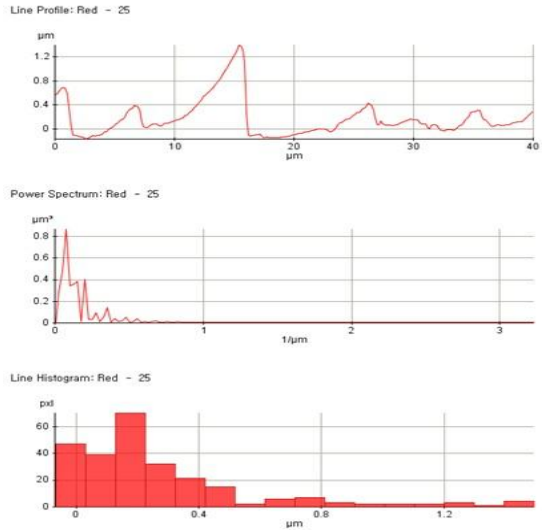 Line Profile: Red - 25
µm
1.2
0.8
0.4
0
0 10 20 30 40
µm
Power Spectrum: Red - 25
µm³
0.8
0.6
0.4
0.2
0
0 1 2 3
1/µm
Line Histogram: Red - 25
pxl
60
40
20
0
0 0.4 0.8 1.2
µm